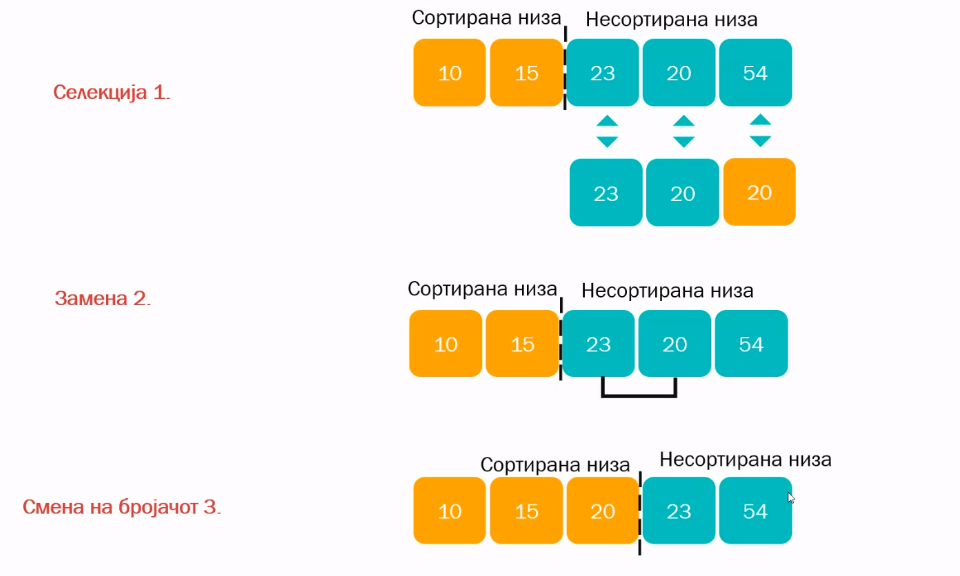 Сортирана низа Несортирана низа
Селекција 1.
10 15 23 20 54
23 20 20
Сортирана низа Несортирана низа
Замена 2.
10 15 23 20 54
Сортирана низа Несортирана низа
Смена на бројачот 3.
10 15 20 23 54